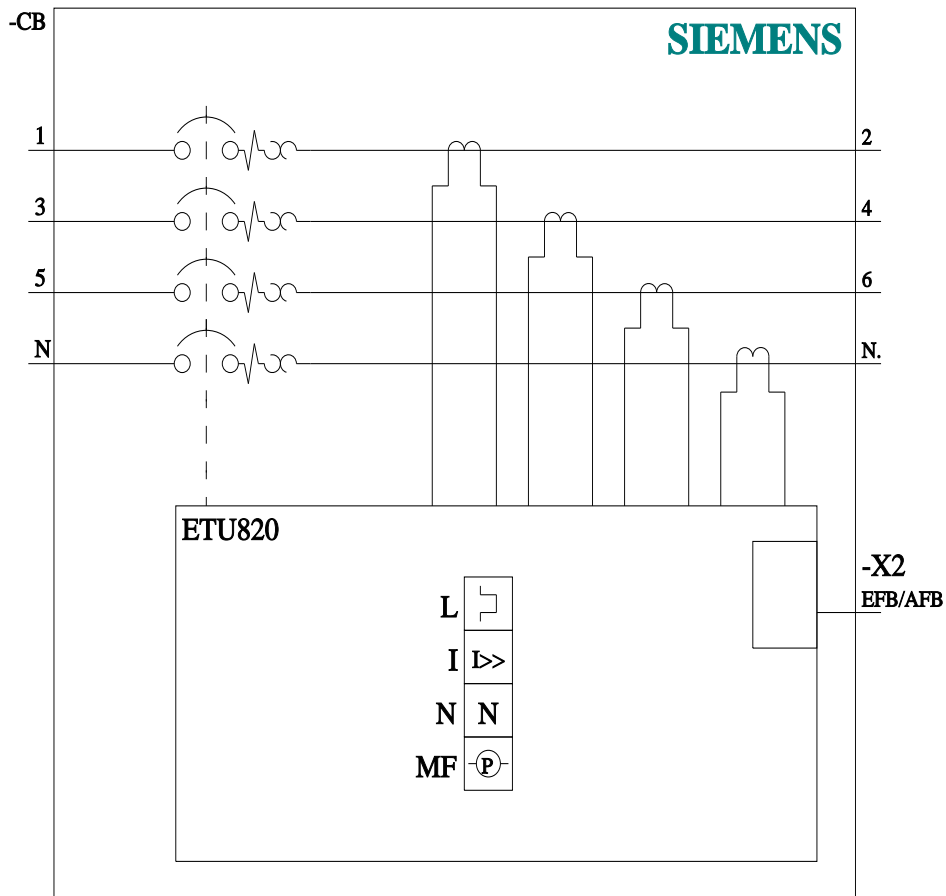 -CB
SIEMENS
1 2
3 4
5 6
N N.
ETU820
-X2
EFB/AFB
L
I I>>
N N
MF P